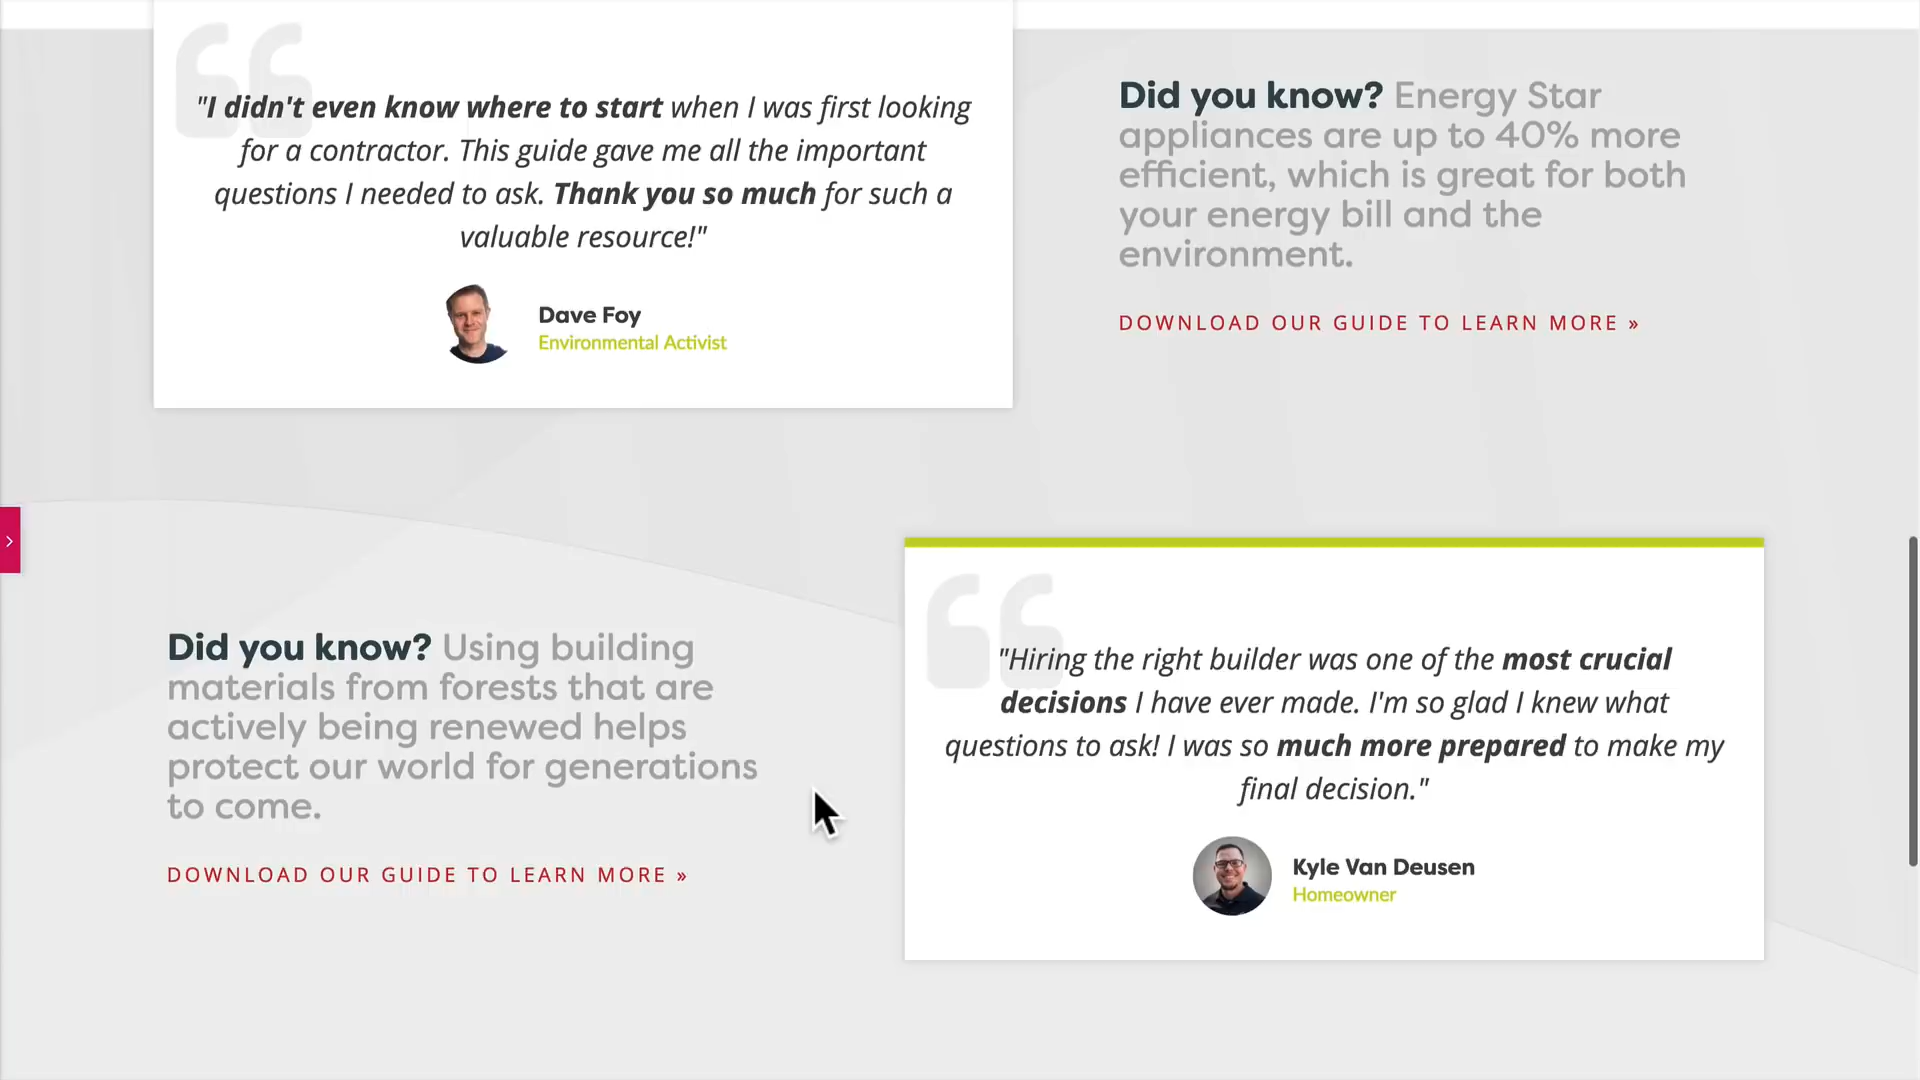 "I didn't even know where to start when I was first looking
for a contractor. This guide gave me all the important
questions I needed to ask. Thank you so much for such a
valuable resource!"
Dave Foy
Environmental Activist
Did you know? Energy Star
appliances are up to 40% more
efficient, which is great for both
your energy bill and the
environment.
DOWNLOAD OUR GUIDE TO LEARN MORE »
Did you know? Using building
materials from forests that are
actively being renewed helps
protect our world for generations
to come.
DOWNLOAD OUR GUIDE TO LEARN MORE »
"Hiring the right builder was one of the most crucial
decisions I have ever made. I'm so glad I knew what
questions to ask! I was so much more prepared to make my
final decision."
Kyle Van Deusen
Homeowner